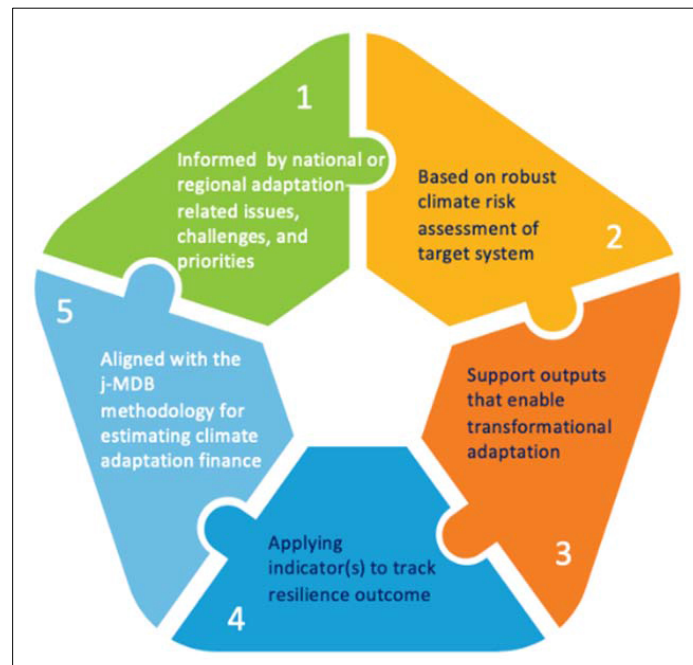 1
Informed by national or
regional adaptation-
related issues,
challenges, and
priorities
Based on robust
climate risk
assessment of
target system
2
Support outputs
that enable
transformational
adaptation
3
Applying
indicator(s) to track
resilience outcome
4
5
Aligned with the
j-MDB
methodology for
estimating climate
adaptation finance